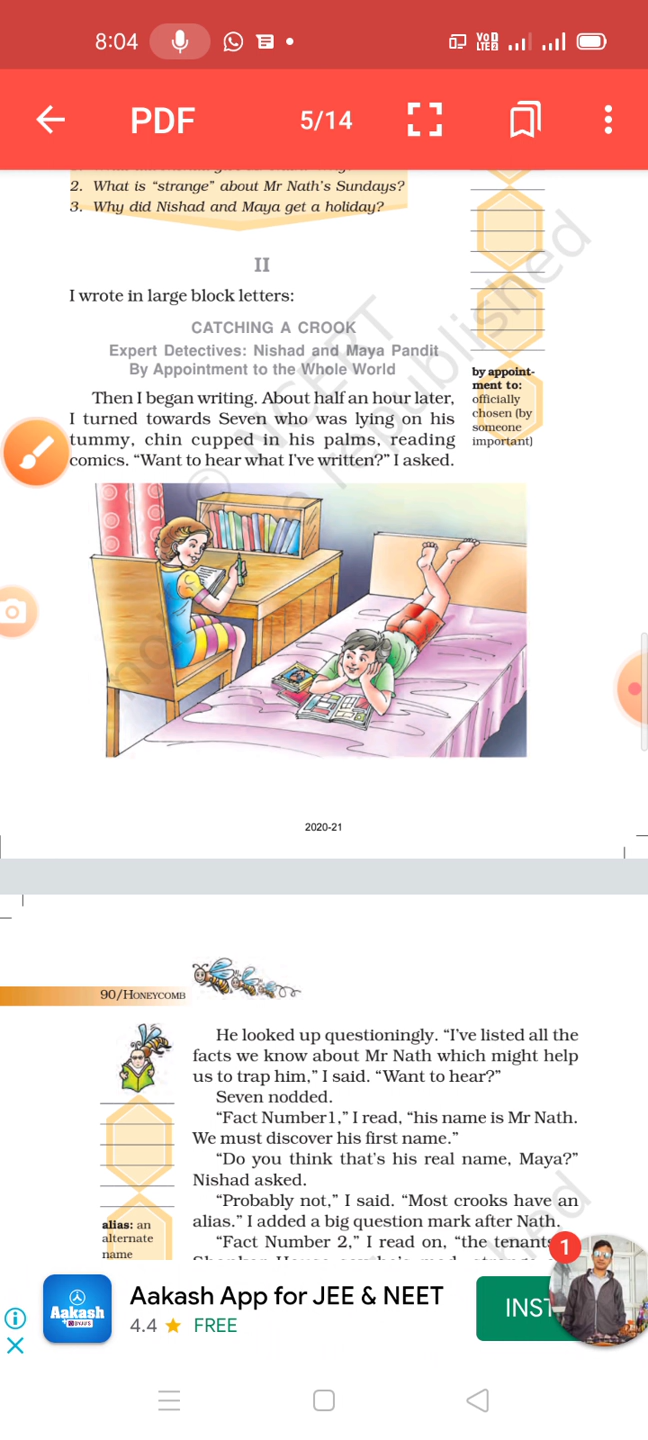 8:04
VoD
LTE2
PDF
5/14
2. What is “strange” about Mr Nath’s Sundays?
3. Why did Nishad and Maya get a holiday?
II
I wrote in large block letters:
CATCHING A CROOK
Expert Detectives: Nishad and Maya Pandit
By Appointment to the Whole World
Then I began writing. About half an hour later,
I turned towards Seven who was lying on his
tummy, chin cupped in his palms, reading
comics. “Want to hear what I’ve written?” I asked.
by appoint-
ment to:
officially
chosen (by
someone
important)
© NCERT
not to be republished
2020-21
90/HONEYCOMB
He looked up questioningly. “I’ve listed all the
facts we know about Mr Nath which might help
us to trap him,” I said. “Want to hear?”
Seven nodded.
“Fact Number1,” I read, “his name is Mr Nath.
We must discover his first name.”
“Do you think that’s his real name, Maya?”
Nishad asked.
“Probably not,” I said. “Most crooks have an
alias.” I added a big question mark after Nath.
“Fact Number 2,” I read on, “the tenants
alias: an
alternate
name
1
Aakash
BYJU'S
Aakash App for JEE & NEET
4.4 ★ FREE
INST